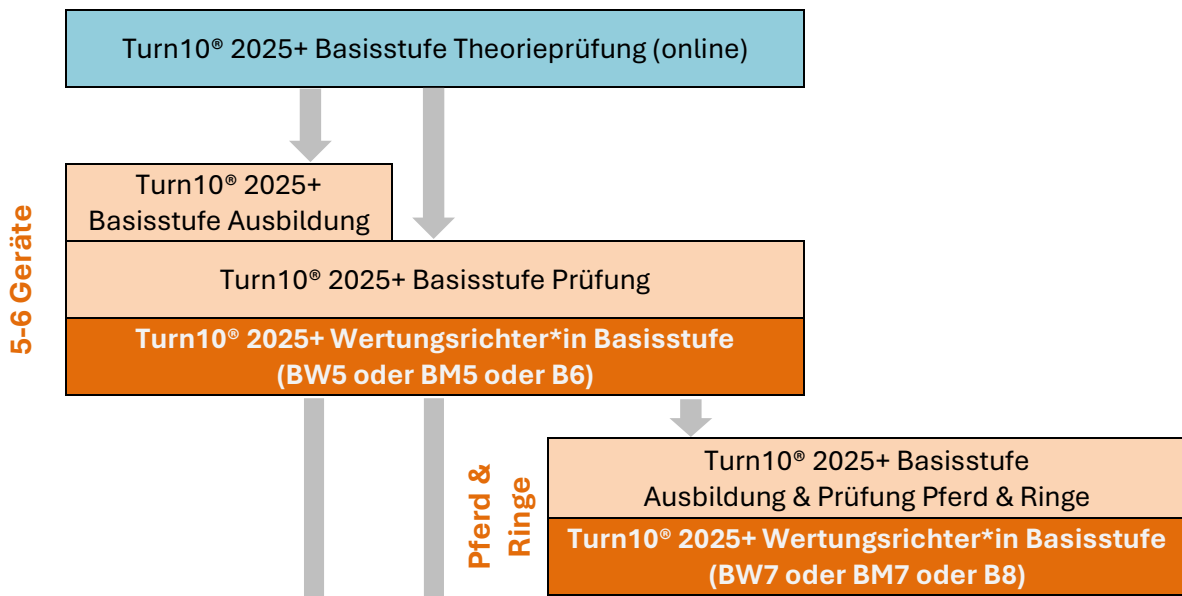 Turn10® 2025+ Basisstufe Theorieprüfung (online)
5-6 Geräte
Turn10® 2025+
Basisstufe Ausbildung
Turn10® 2025+ Basisstufe Prüfung
Turn10® 2025+ Wertungsrichter*in Basisstufe
(BW5 oder BM5 oder B6)
Pferd &
Ringe
Turn10® 2025+ Basisstufe
Ausbildung & Prüfung Pferd & Ringe
Turn10® 2025+ Wertungsrichter*in Basisstufe
(BW7 oder BM7 oder B8)